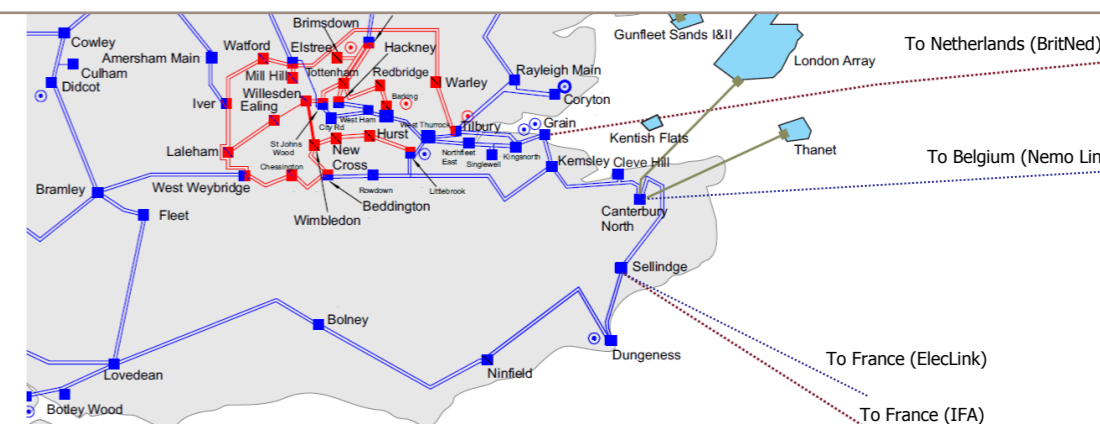 Brimsdown
Gunfleet Sands I&II
Cowley
Watford
Elstree
Hackney
To Netherlands (BritNed)
Amersham Main
London Array
Culham
Mill Hill
Tottenham
Redbridge
Warley
Rayleigh Main
Didcot
Willesden
Barking
Coryton
Iver
Ealing
City Rd
West Ham
West Thurrock
Tilbury
Grain
Kentish Flats
St Johns
Wood
Hurst
Thanet
Laleham
New
Cross
Northfleet
East
Singlewell
Kingsnorth
Kemsley
Cleve Hill
To Belgium (Nemo Lin
Chessington
Bramley
West Weybridge
Rowdown
Littlebrook
Beddington
Fleet
Wimbledon
Canterbury
North
Sellindge
Bolney
Dungeness
To France (ElecLink)
Lovedean
Ninfield
Botley Wood
To France (IFA)